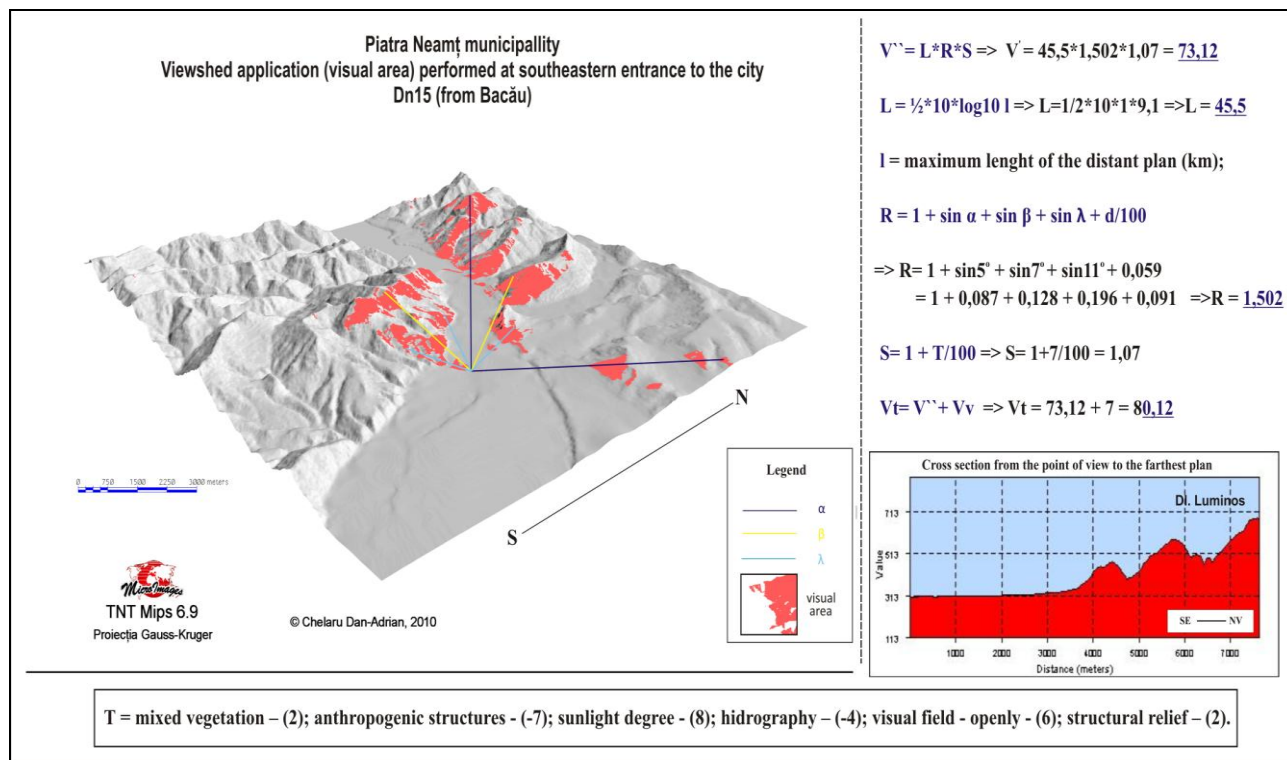 Piatra Neamț municipallity
Viewshed application (visual area) performed at southeastern entrance to the city
Dn15 (from Bacău)
N
S
0 750 1500 2250 3000 meters
MicroImages
TNT Mips 6.9
Proiecția Gauss-Kruger
© Chelaru Dan-Adrian, 2010
Legend
α
β
λ
visual
area
V``= L*R*S => V' = 45,5*1,502*1,07 = 73,12
L = ½*10*log10 l => L=1/2*10*1*9,1 =>L = 45,5
l = maximum lenght of the distant plan (km);
R = 1 + sin α + sin β + sin λ + d/100
=> R= 1 + sin5° + sin7° + sin11° + 0,059
= 1 + 0,087 + 0,128 + 0,196 + 0,091 =>R = 1,502
S= 1 + T/100 => S= 1+7/100 = 1,07
Vt= V``+ Vv => Vt = 73,12 + 7 = 80,12
Cross section from the point of view to the farthest plan
Dl. Luminos
713
513
313
113
Value
SE — NV
1000 2000 3000 4000 5000 6000 7000
Distance (meters)
T = mixed vegetation – (2); anthropogenic structures - (-7); sunlight degree - (8); hidrography – (-4); visual field - openly - (6); structural relief – (2).